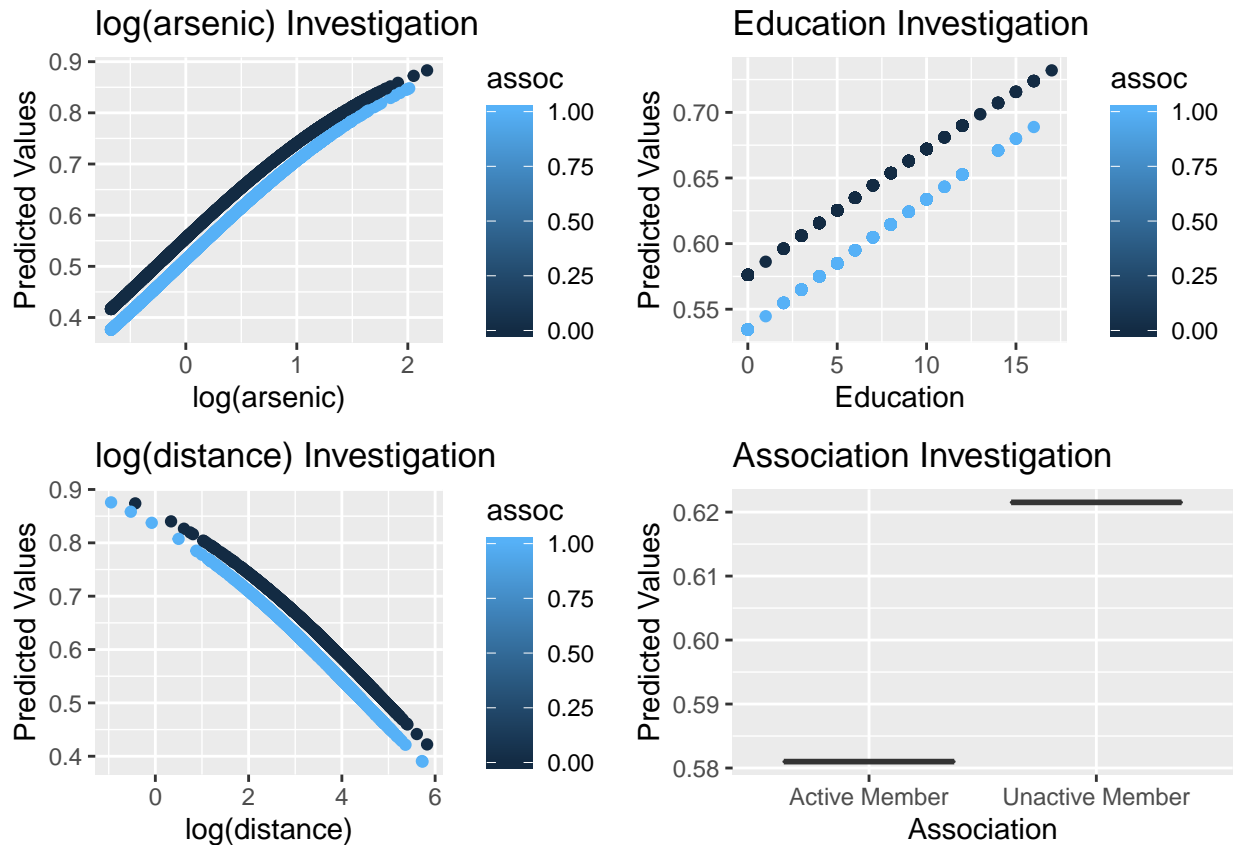 log(arsenic) Investigation
Predicted Values
0.9
0.8
0.7
0.6
0.5
0.4
0
1
2
log(arsenic)
assoc
1.00
0.75
0.50
0.25
0.00
Education Investigation
Predicted Values
0.70
0.65
0.60
0.55
0
5
10
15
Education
assoc
1.00
0.75
0.50
0.25
0.00
log(distance) Investigation
Predicted Values
0.9
0.8
0.7
0.6
0.5
0.4
0
2
4
6
log(distance)
assoc
1.00
0.75
0.50
0.25
0.00
Association Investigation
Predicted Values
0.62
0.61
0.60
0.59
0.58
Active Member
Unactive Member
Association